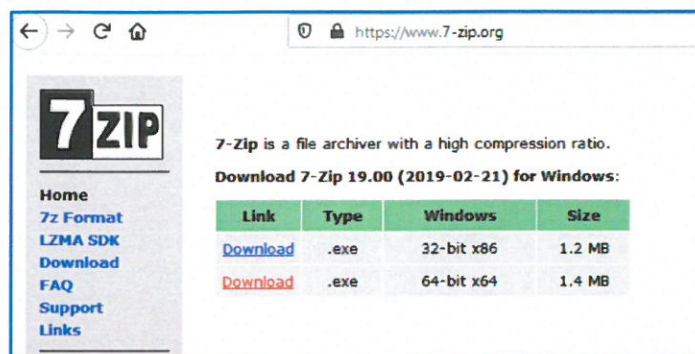 https://www.7-zip.org
7 ZIP
Home
7z Format
LZMA SDK
Download
FAQ
Support
Links
7-Zip is a file archiver with a high compression ratio.
Download 7-Zip 19.00 (2019-02-21) for Windows:
Link Type Windows Size
Download .exe 32-bit x86 1.2 MB
Download .exe 64-bit x64 1.4 MB